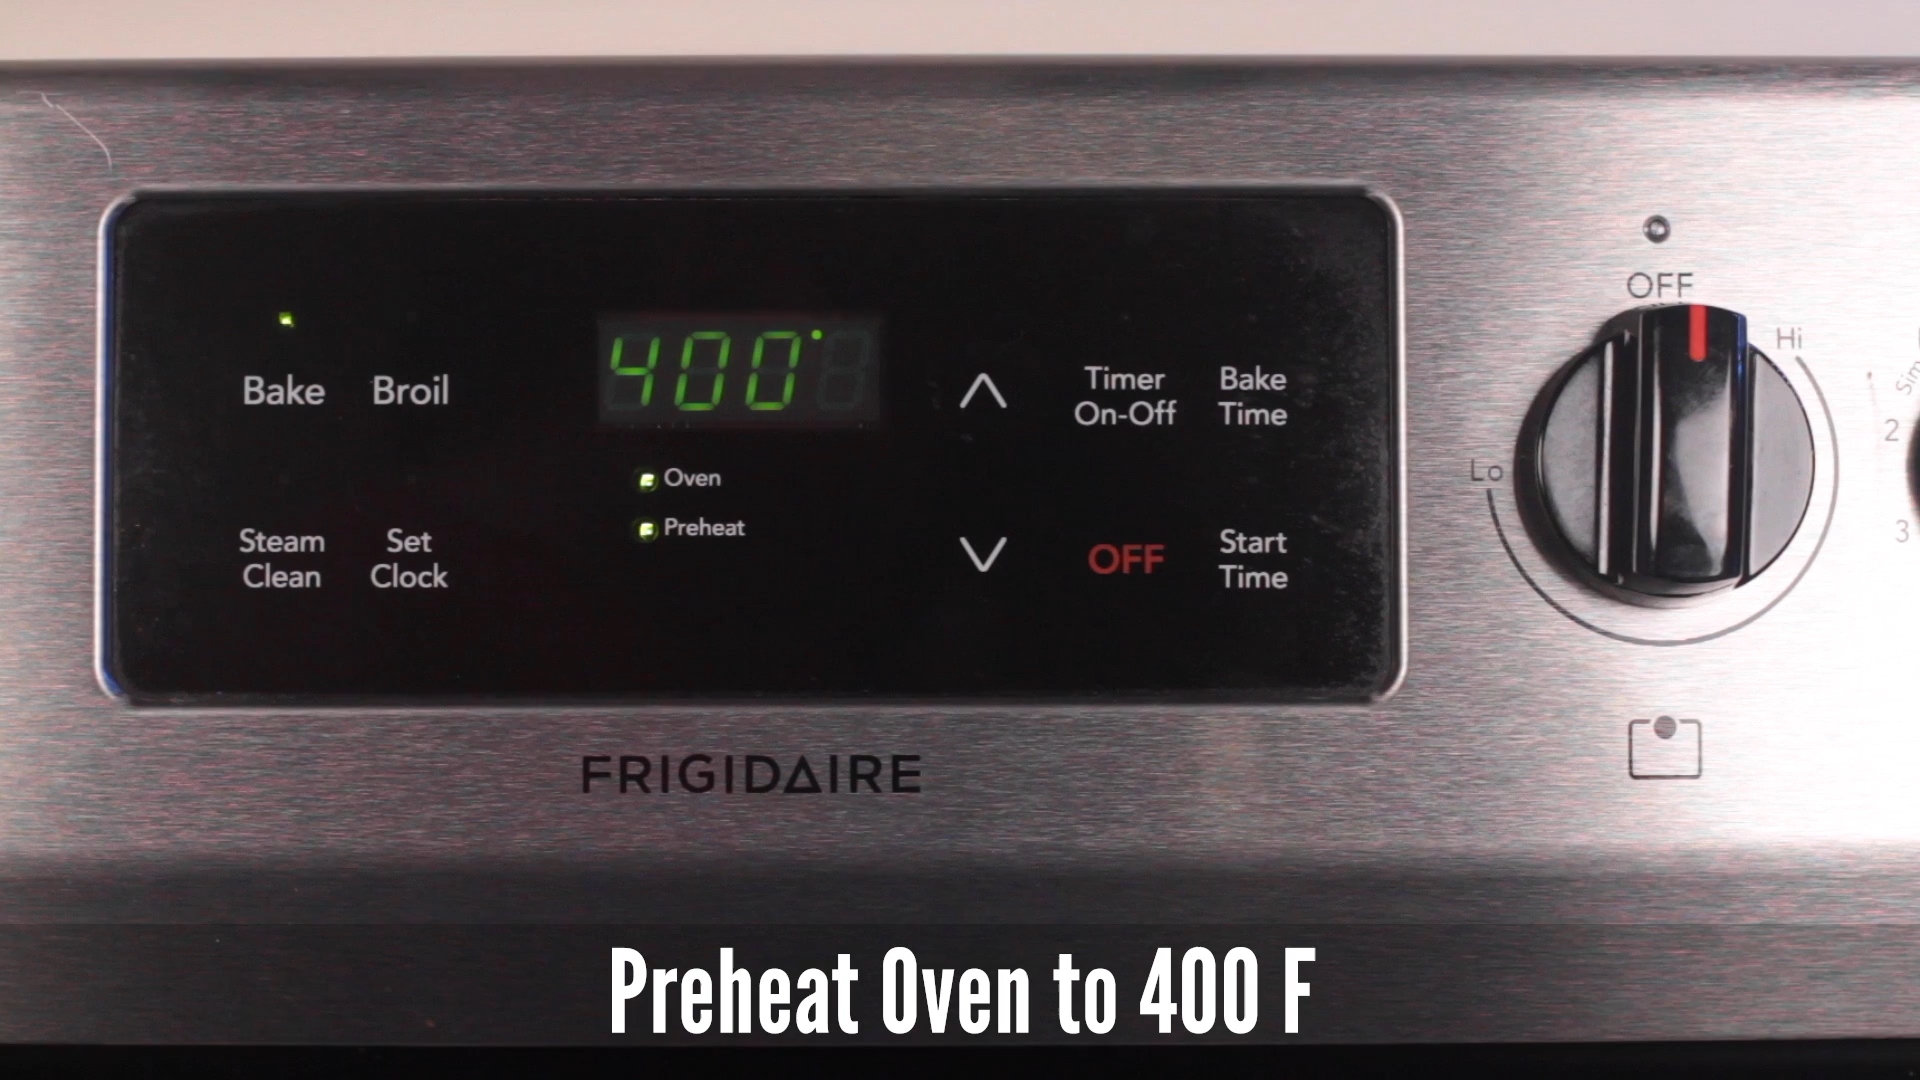 OFF
Hi
Lo
2
3
400°
Bake
Broil
Timer
On-Off
Bake
Time
Oven
Preheat
Steam
Clean
Set
Clock
OFF
Start
Time
FRIGIDAIRE
Preheat Oven to 400 F